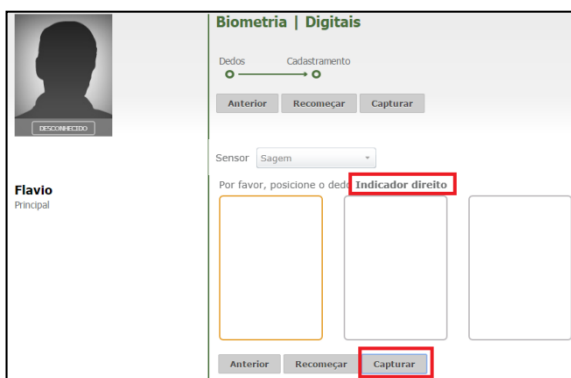 Biometria | Digitais
Dedos Cadastramento
Anterior Recomeçar Capturar
DESCONHECIDO
Sensor Sagem
Flavio
Principal
Por favor, posicione o dedo Indicador direito
Anterior Recomeçar Capturar